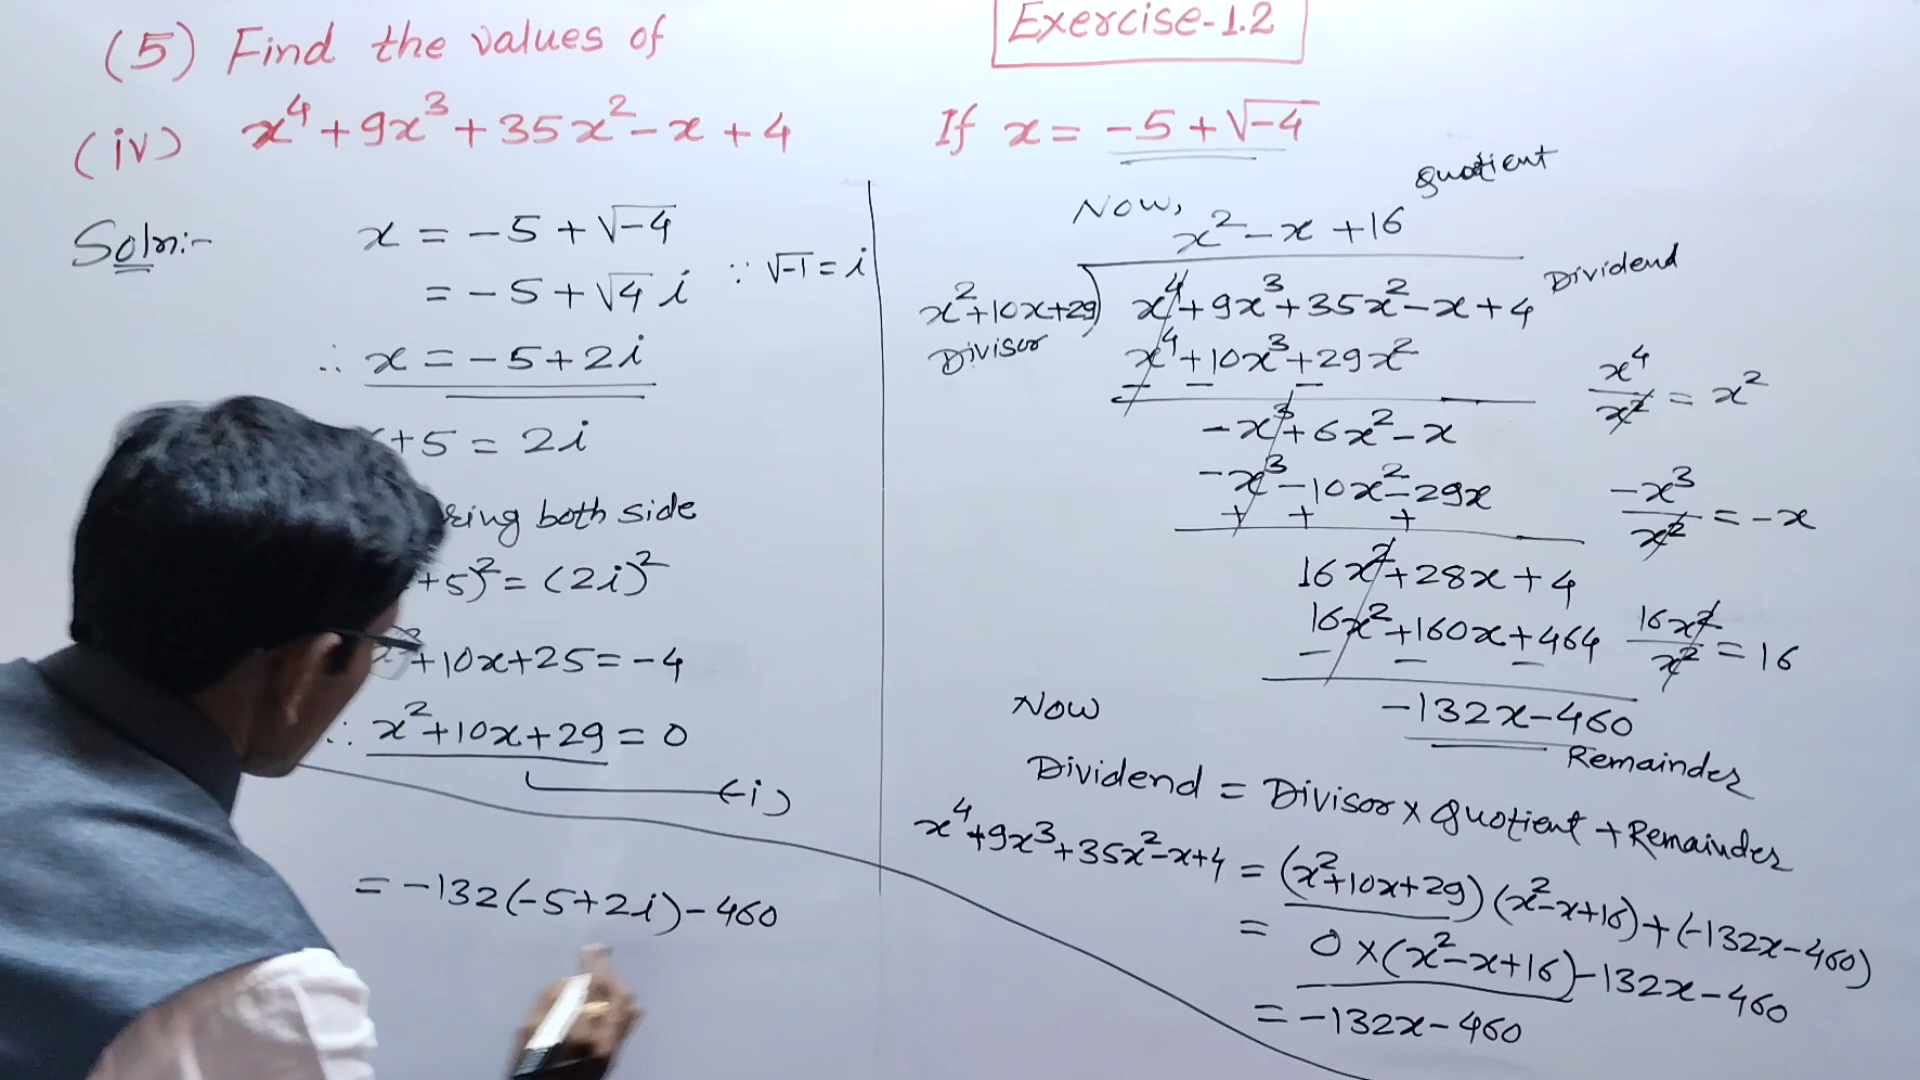 (5) Find the values of
Exercise-1.2
(iv) x⁴+9x³+35x²-x+4 If x = -5+√-4
Soln:-
x = -5+√-4
= -5+√4 i ∵ √-1 = i
∴ x = -5+2i
+5 = 2i
ring both side
+5)² = (2i)²
²+10x+25 = -4
∴ x²+10x+29 = 0
(i)
= -132(-5+2i)-460
Now,
Quotient
x²-x+16
x²+10x+29) x⁴+9x³+35x²-x+4 Dividend
Divisor
x⁴+10x³+29x²
- - -
x⁴/x² = x²
-x³+6x²-x
-x³-10x²-29x
+ + +
-x³/x² = -x
16x²+28x+4
16x²+160x+464
- - -
16x²/x² = 16
-132x-460
Remainder
Now
Dividend = Divisor x Quotient + Remainder
x⁴+9x³+35x²-x+4 = (x²+10x+29)(x²-x+16)+(-132x-460)
= 0 x (x²-x+16)-132x-460
= -132x-460